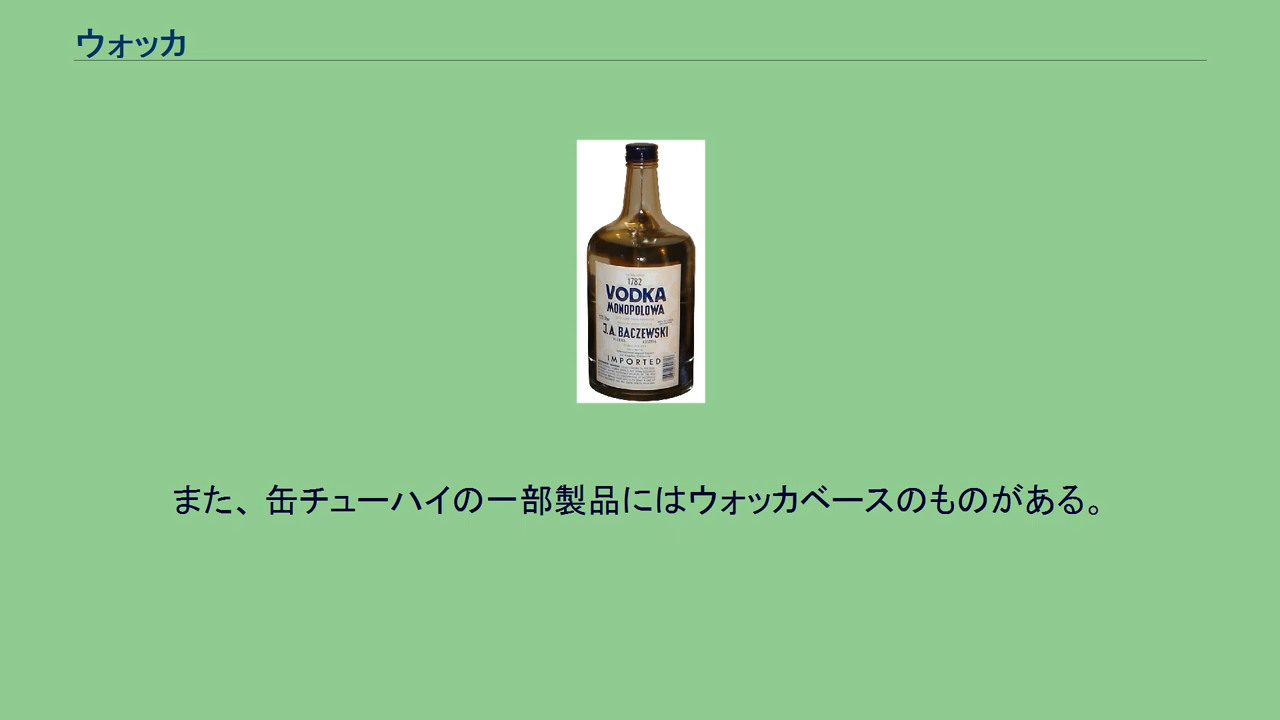 ウォッカ
1782
VODKA
MONOPOLOWA
J.A. BACZEWSKI
IMPORTED
また、缶チューハイの一部製品にはウォッカベースのものがある。